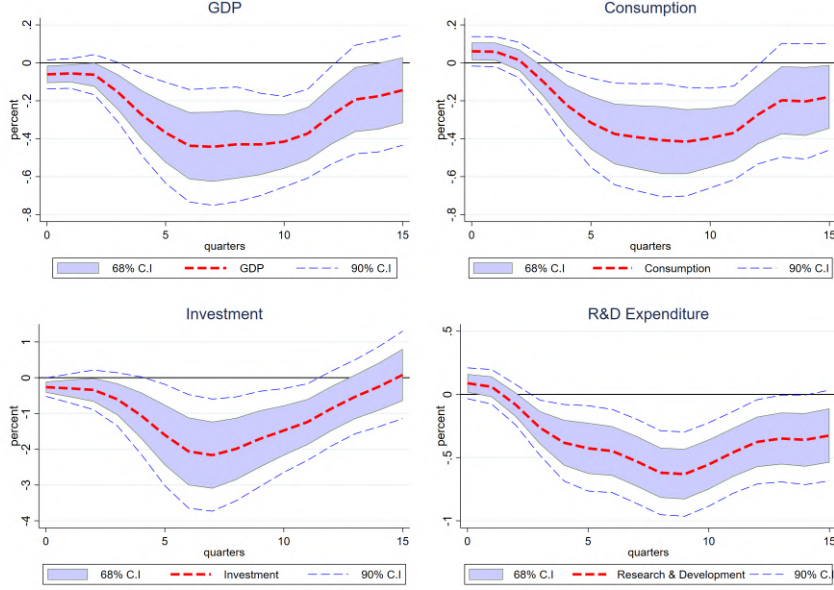 GDP
.2
0
-.2
-.4
-.6
-.8
percent
0
5
10
15
quarters
68% C.I
GDP
90% C.I
Consumption
.2
0
-.2
-.4
-.6
-.8
percent
0
5
10
15
quarters
68% C.I
Consumption
90% C.I
Investment
1
0
-1
-2
-3
-4
percent
0
5
10
15
quarters
68% C.I
Investment
90% C.I
R&D Expenditure
.5
0
-.5
-1
percent
0
5
10
15
quarters
68% C.I
Research & Development
90% C.I